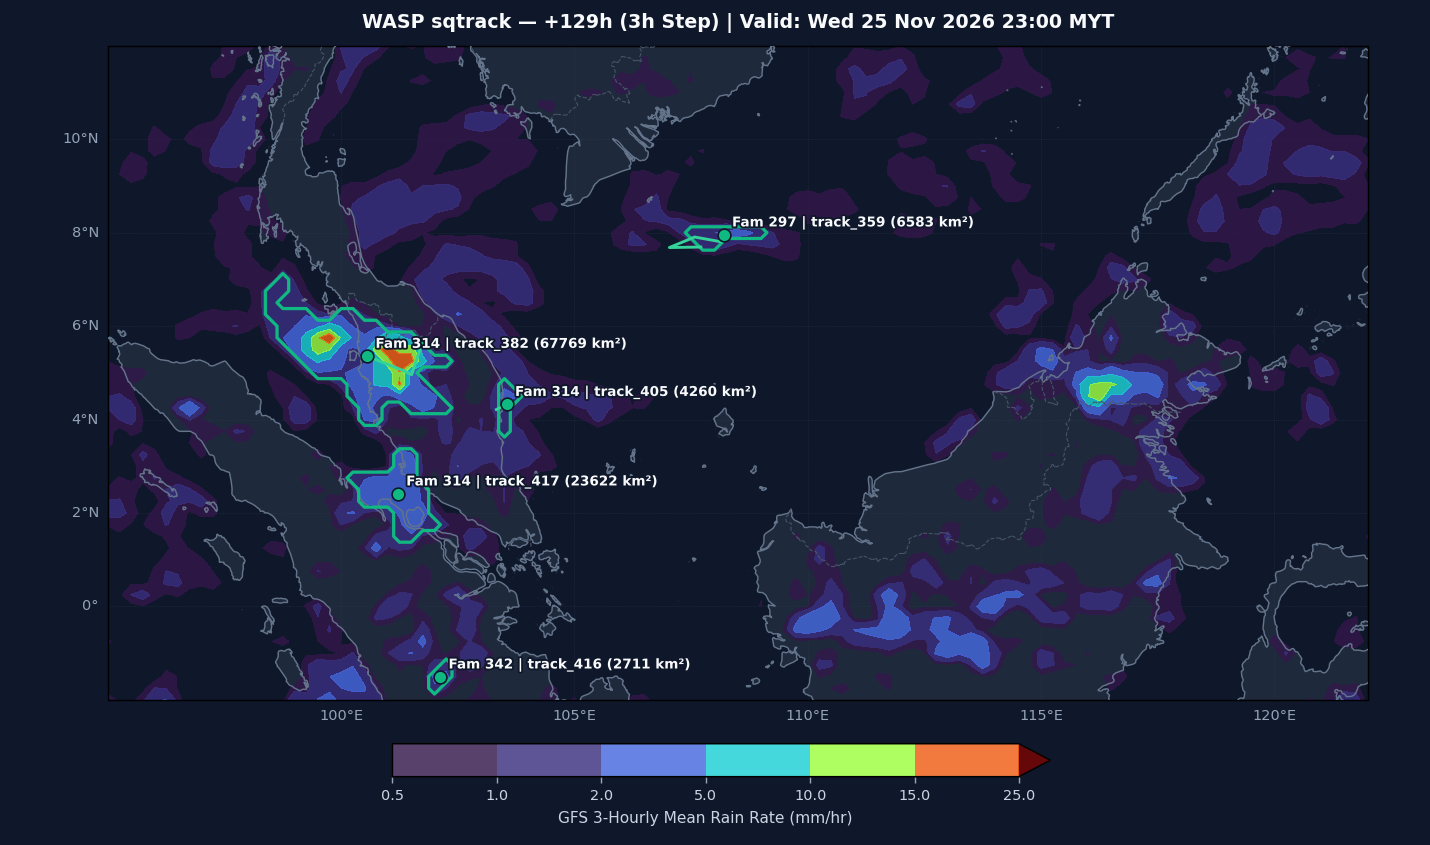 WASP sqtrack — +129h (3h Step) | Valid: Wed 25 Nov 2026 23:00 MYT
10°N
8°N
6°N
4°N
2°N
0°
Fam 297 | track_359 (6583 km²)
Fam 314 | track_382 (67769 km²)
Fam 314 | track_405 (4260 km²)
Fam 314 | track_417 (23622 km²)
Fam 342 | track_416 (2711 km²)
100°E 105°E 110°E 115°E 120°E
0.5 1.0 2.0 5.0 10.0 15.0 25.0
GFS 3-Hourly Mean Rain Rate (mm/hr)